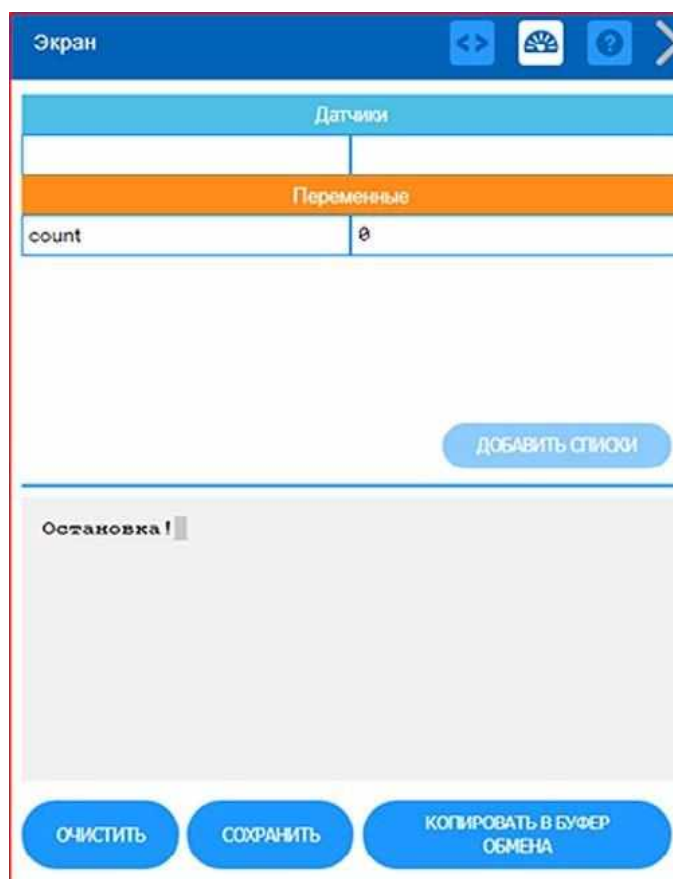 Экран
Датчики
Переменные
count 0
ДОБАВИТЬ СПИСКИ
Остановка!
ОЧИСТИТЬ
СОХРАНИТЬ
КОПИРОВАТЬ В БУФЕР
ОБМЕНА